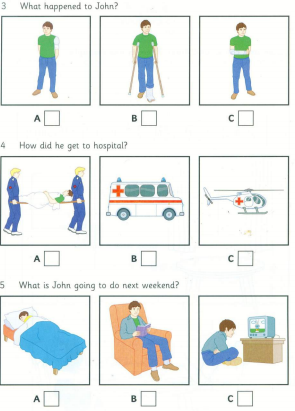 3 What happened to John?
A B C
4 How did he get to hospital?
A B C
5 What is John going to do next weekend?
A B C